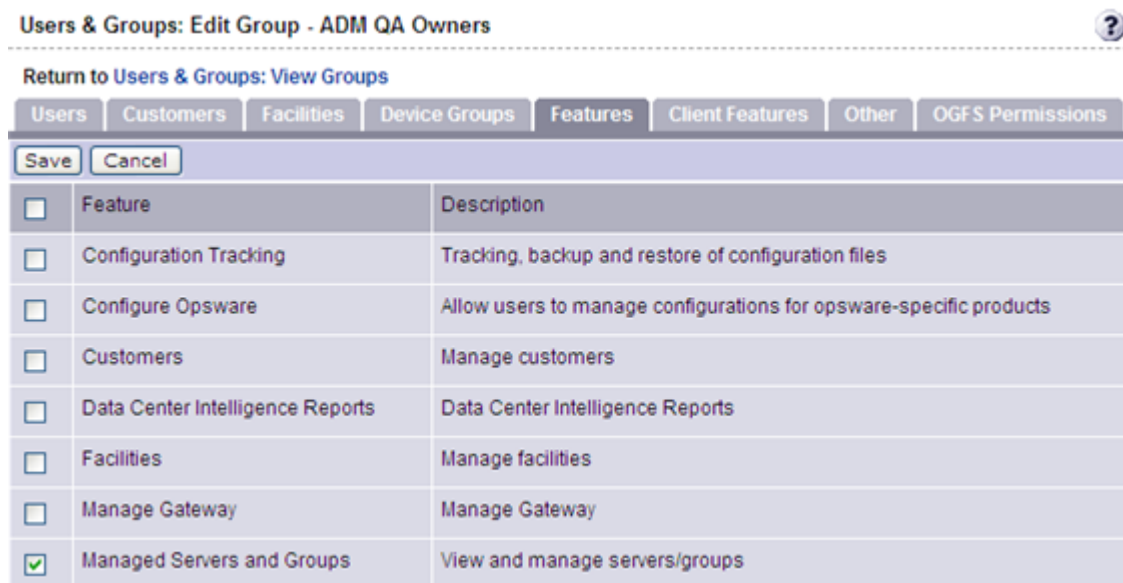 Users & Groups: Edit Group - ADM QA Owners ?
Return to Users & Groups: View Groups
Users Customers Facilities Device Groups Features Client Features Other OGFS Permissions
Save Cancel
Feature Description
Configuration Tracking Tracking, backup and restore of configuration files
Configure Opsware Allow users to manage configurations for opsware-specific products
Customers Manage customers
Data Center Intelligence Reports Data Center Intelligence Reports
Facilities Manage facilities
Manage Gateway Manage Gateway
Managed Servers and Groups View and manage servers/groups